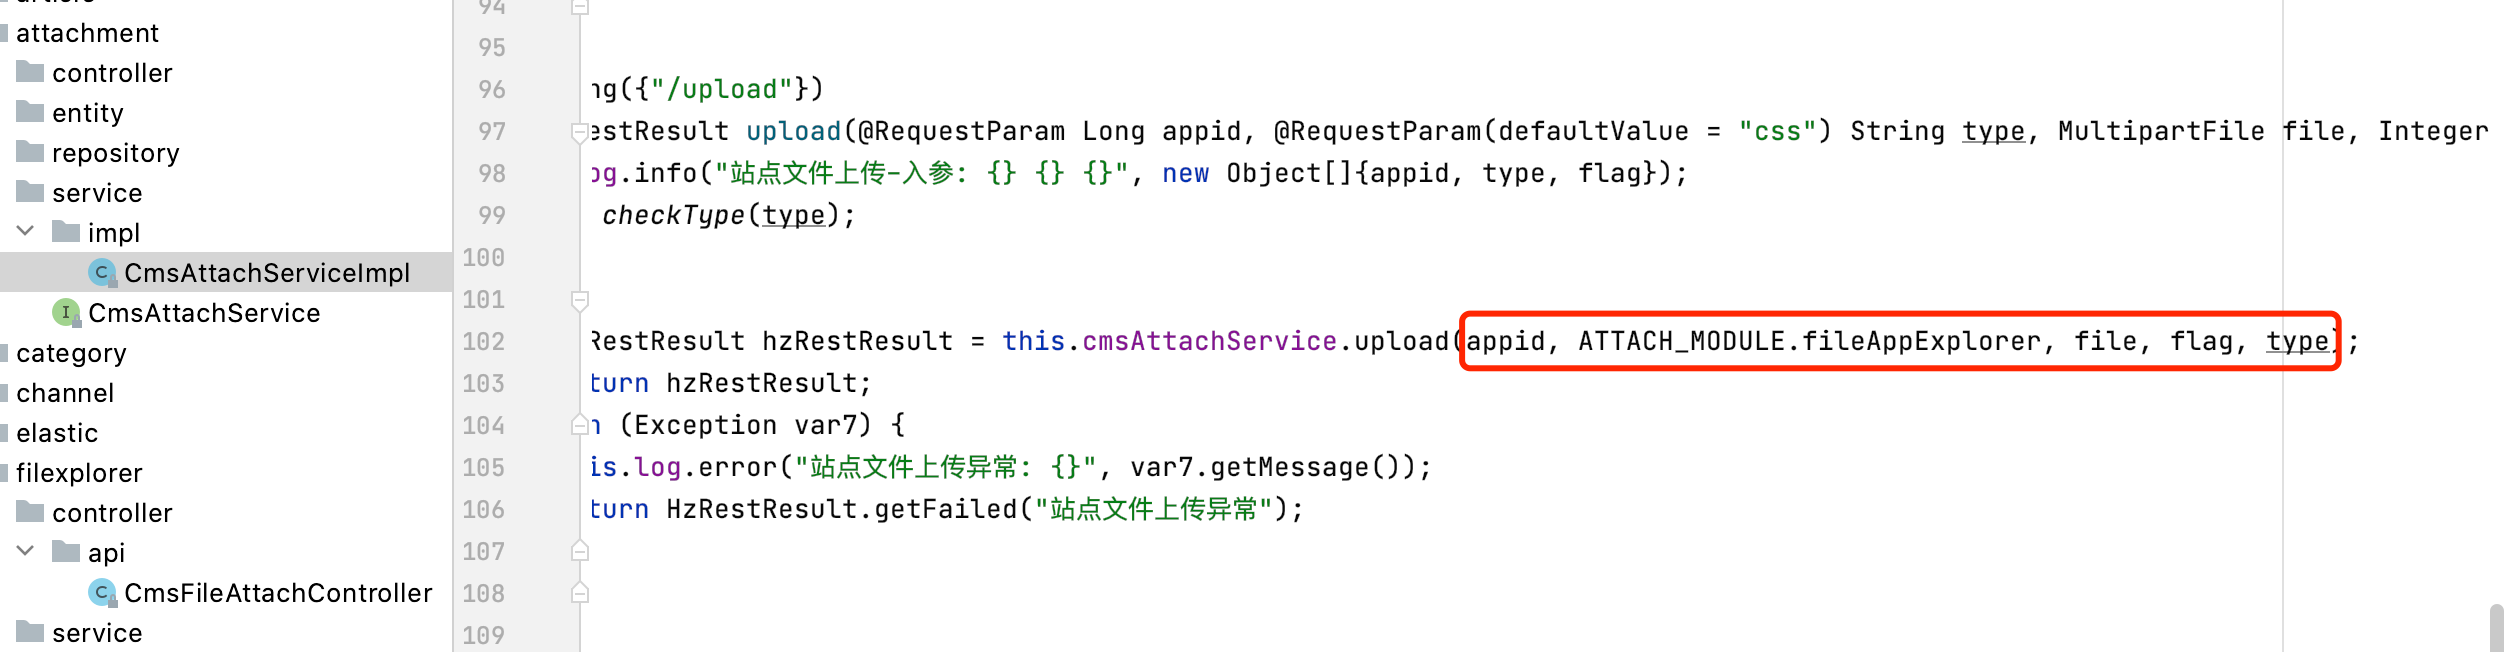 attachment
controller
entity
repository
service
impl
CmsAttachServiceImpl
CmsAttachService
category
channel
elastic
filexplorer
controller
api
CmsFileAttachController
service
94
95
96 ng({"/upload"})
97 estResult upload(@RequestParam Long appid, @RequestParam(defaultValue = "css") String type, MultipartFile file, Integer
98 og.info("站点文件上传-入参: {} {} {}", new Object[]{appid, type, flag});
99 checkType(type);
100
101
102 RestResult hzRestResult = this.cmsAttachService.upload(appid, ATTACH_MODULE.fileAppExplorer, file, flag, type);
103 turn hzRestResult;
104 n (Exception var7) {
105 is.log.error("站点文件上传异常: {}", var7.getMessage());
106 turn HzRestResult.getFailed("站点文件上传异常");
107
108
109